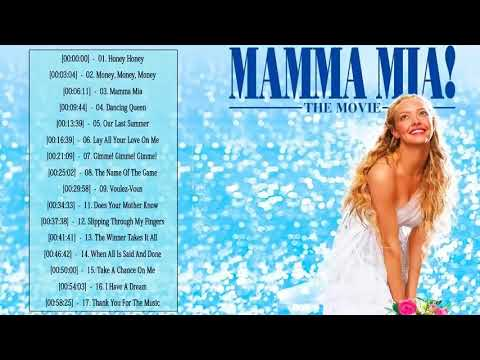 [00:00:00] - 01. Honey Honey
[00:03:04] - 02. Money, Money, Money
[00:06:11] - 03. Mamma Mia
[00:09:44] - 04. Dancing Queen
[00:13:39] - 05. Our Last Summer
[00:16:39] - 06. Lay All Your Love On Me
[00:21:09] - 07. Gimme! Gimme! Gimme!
[00:25:02] - 08. The Name Of The Game
[00:29:58] - 09. Voulez-Vous
[00:34:33] - 11. Does Your Mother Know
[00:37:38] - 12. Slipping Through My Fingers
[00:41:41] - 13. The Winner Takes It All
[00:46:42] - 14. When All Is Said And Done
[00:50:00] - 15. Take A Chance On Me
[00:54:03] - 16. I Have A Dream
[00:58:25] - 17. Thank You For The Music
MAMMA MIA!
THE MOVIE